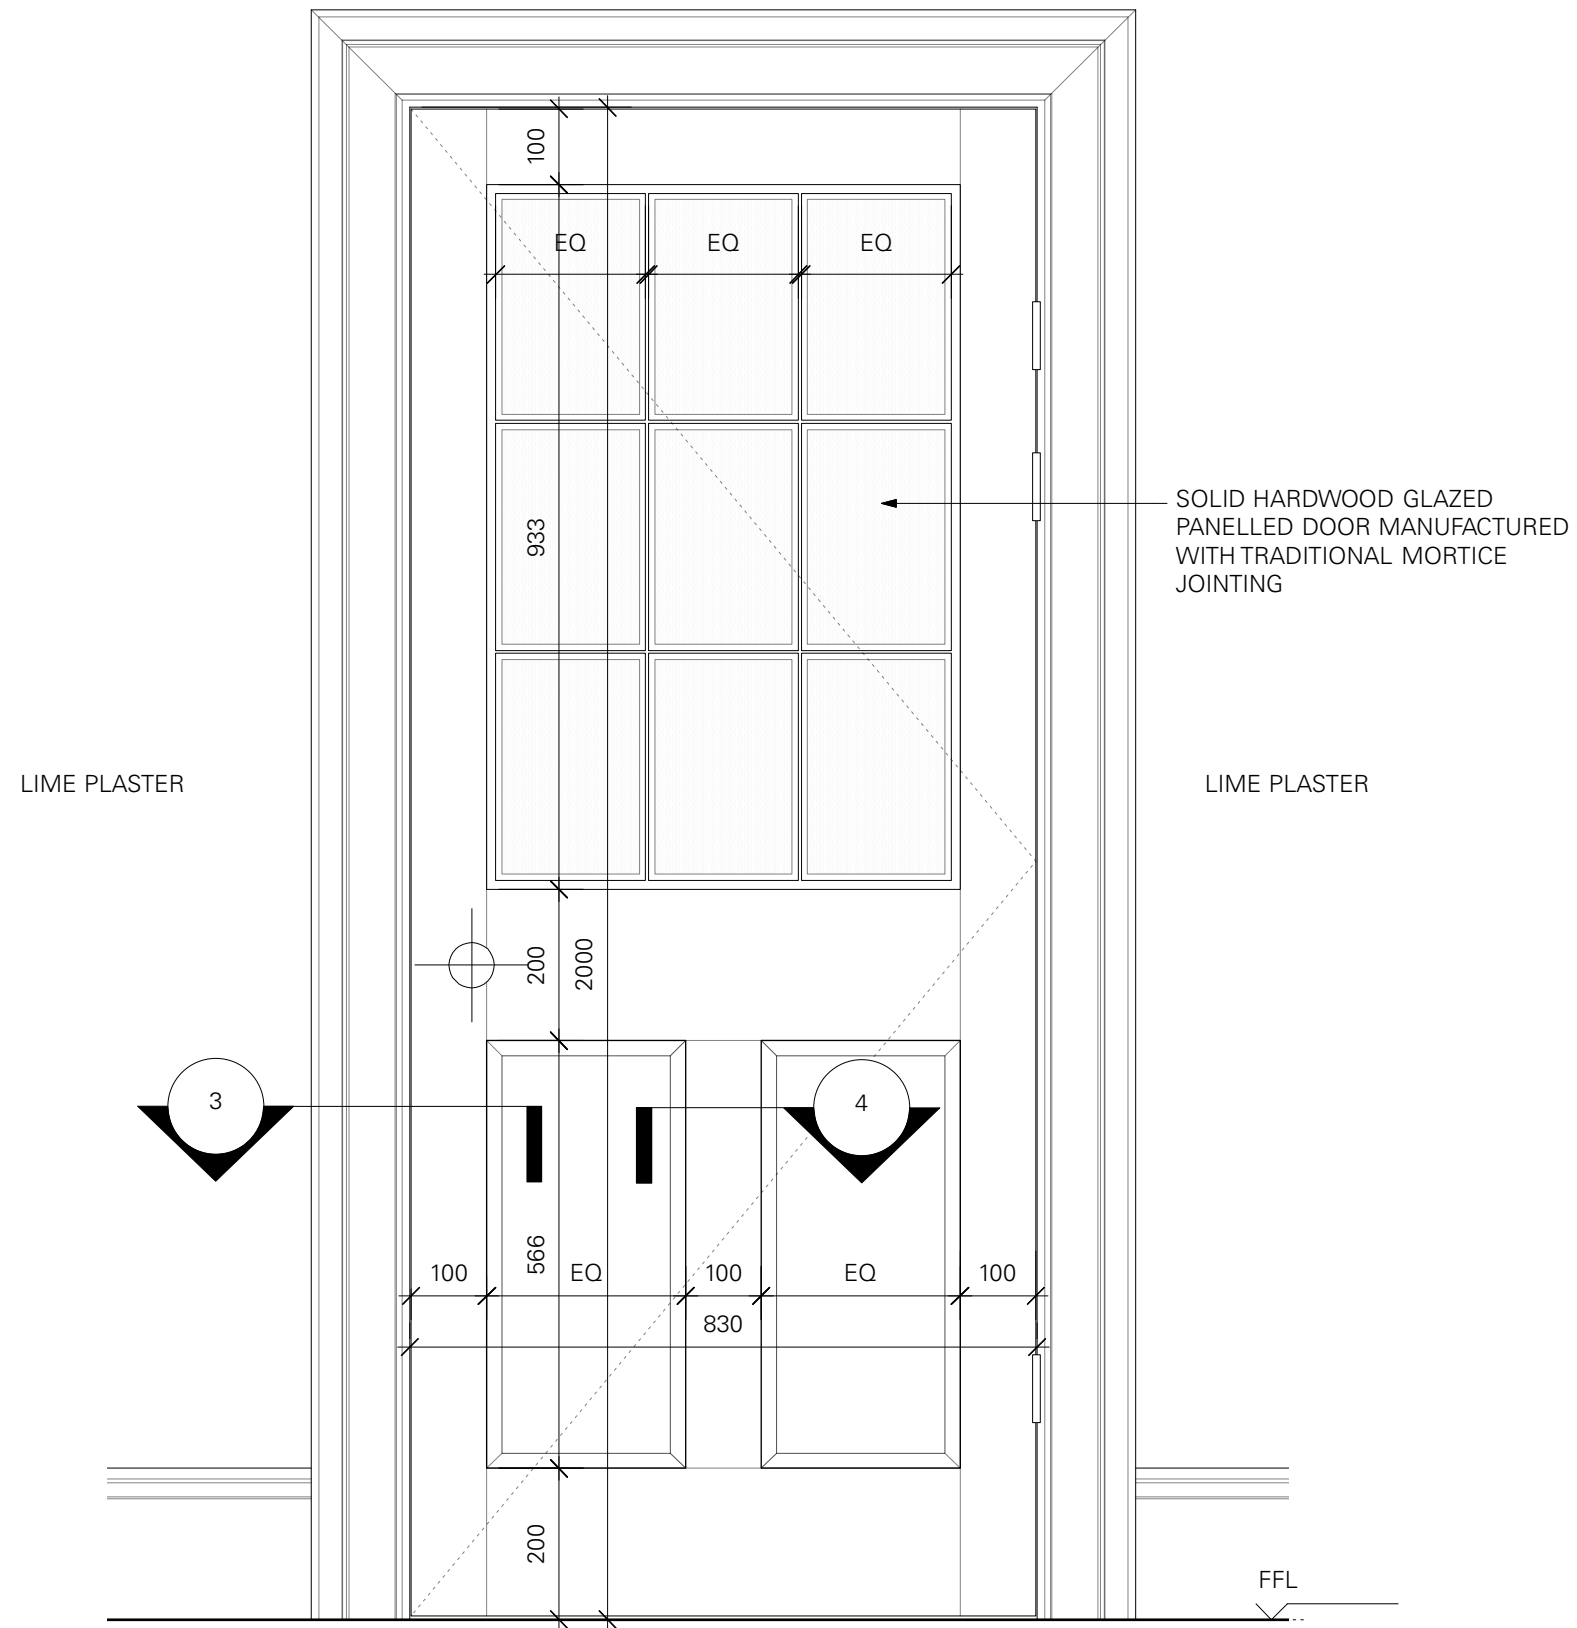 100
EQ
EQ
EQ
SOLID HARDWOOD GLAZED
PANELLED DOOR MANUFACTURED
WITH TRADITIONAL MORTICE
JOINTING
933
LIME PLASTER
LIME PLASTER
200
2000
3
4
566
100
EQ
100
EQ
100
830
200
FFL